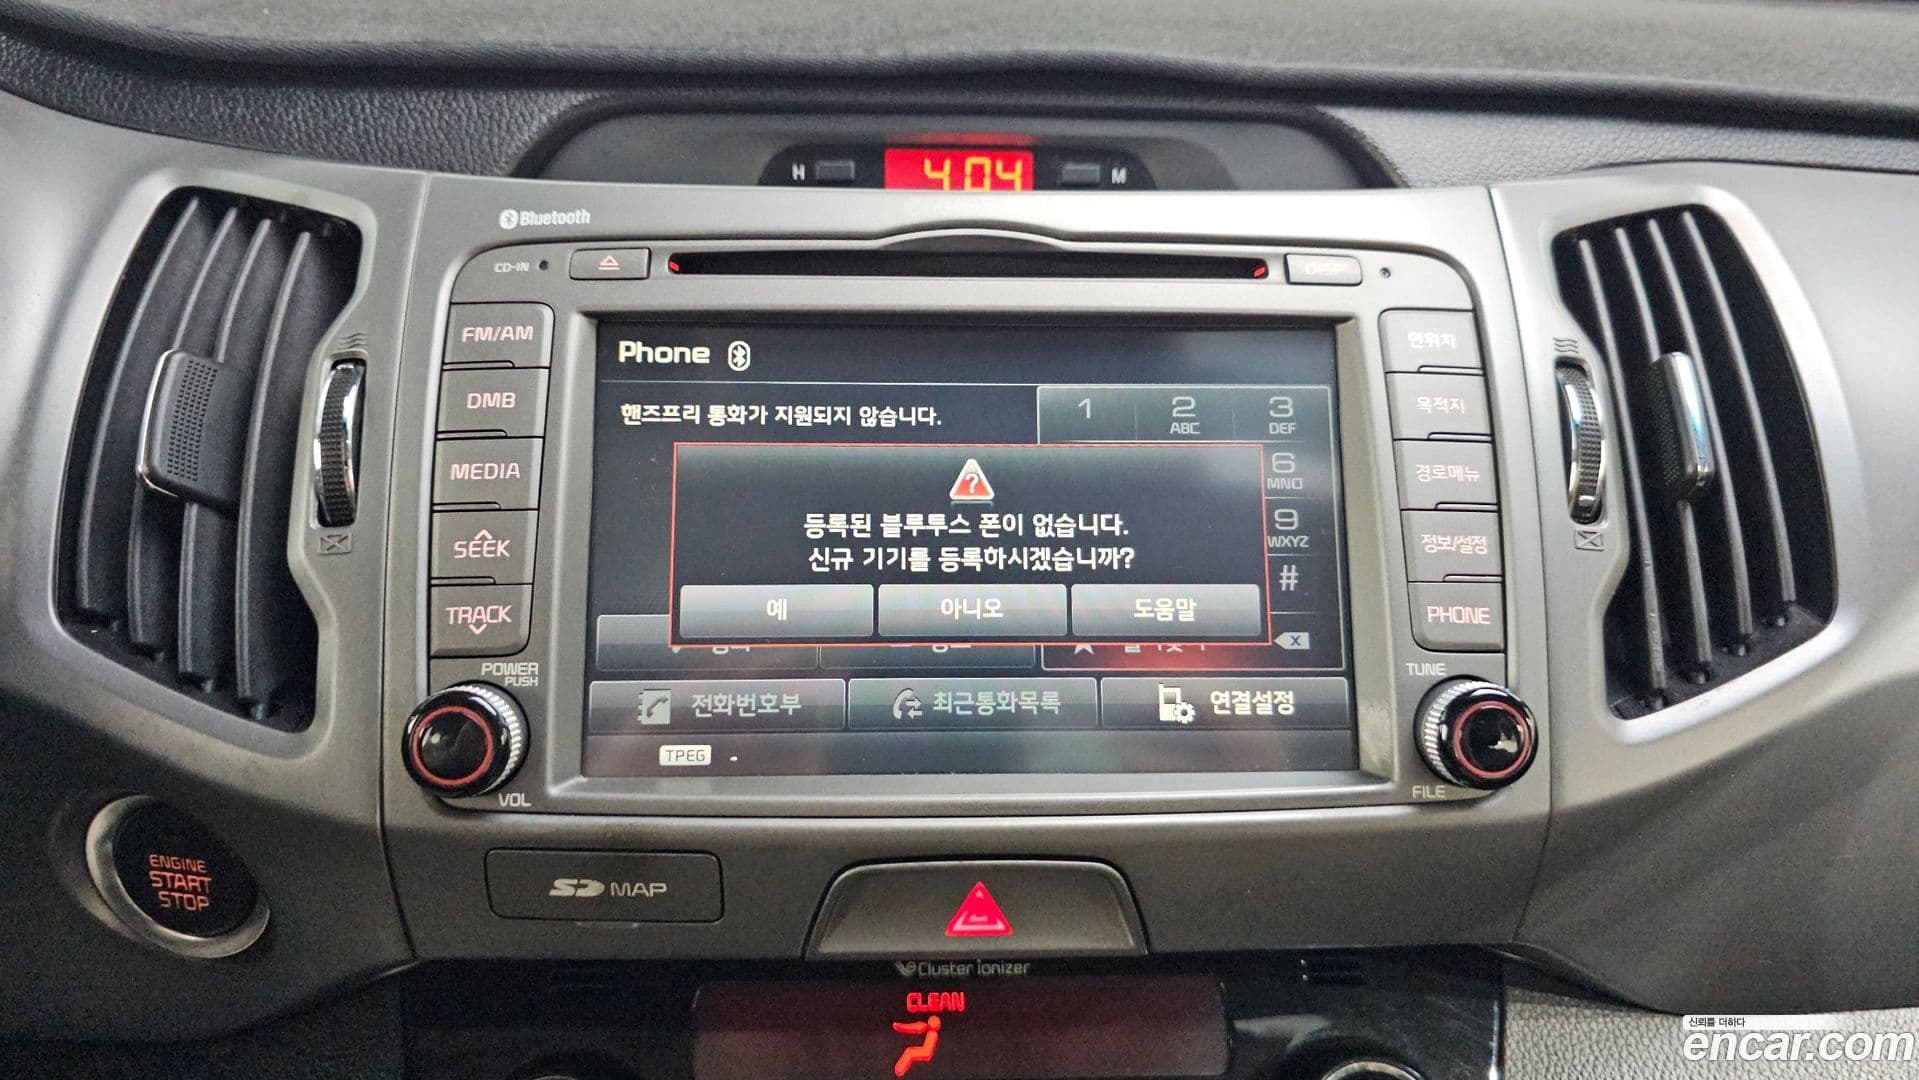 H
4:04
M
Bluetooth
CD-IN
DISP
FM/AM
DMB
MEDIA
SEEK
TRACK
POWER
PUSH
VOL
Phone
핸즈프리 통화가 지원되지 않습니다.
1
2
ABC
3
DEF
6
MNO
9
WXYZ
#
등록된 블루투스 폰이 없습니다.
신규 기기를 등록하시겠습니까?
예
아니오
도움말
전화번호부
최근통화목록
연결설정
TPEG
현위치
목적지
경로메뉴
정보/설정
PHONE
TUNE
FILE
ENGINE
START
STOP
SD MAP
Cluster ionizer
CLEAN
신뢰를 더하다
encar.com